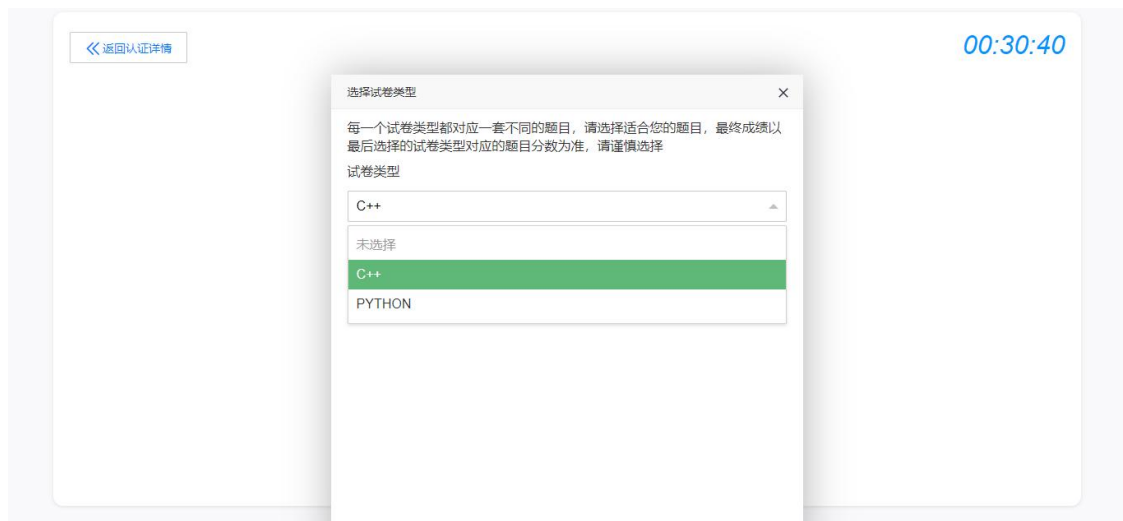 返回认证详情
00:30:40
选择试卷类型
每一个试卷类型都对应一套不同的题目，请选择适合您的题目，最终成绩以
最后选择的试卷类型对应的题目分数为准，请谨慎选择
试卷类型
C++
未选择
C++
PYTHON